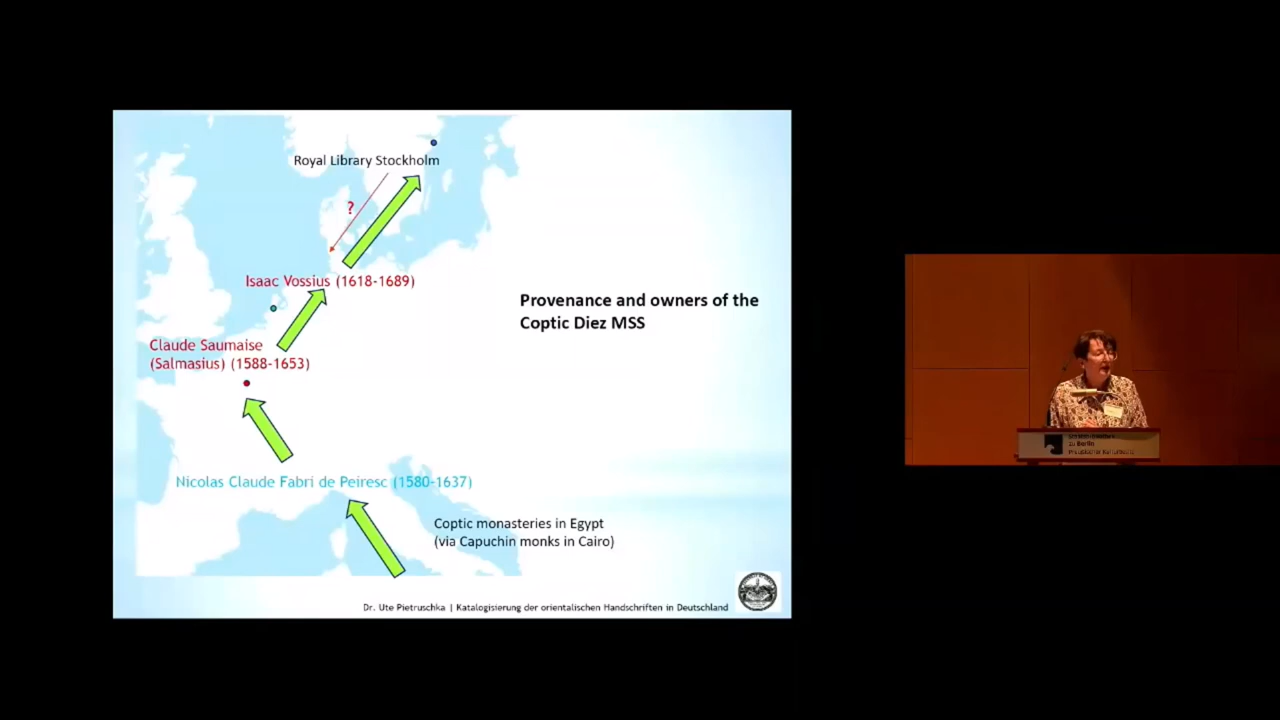 Royal Library Stockholm
?
Isaac Vossius (1618-1689)
Provenance and owners of the
Coptic Diez MSS
Claude Saumaise
(Salmasius) (1588-1653)
Nicolas Claude Fabri de Peiresc (1580-1637)
Coptic monasteries in Egypt
(via Capuchin monks in Cairo)
Dr. Ute Pietruschka | Katalogisierung der orientalischen Handschriften in Deutschland
zu Berlin